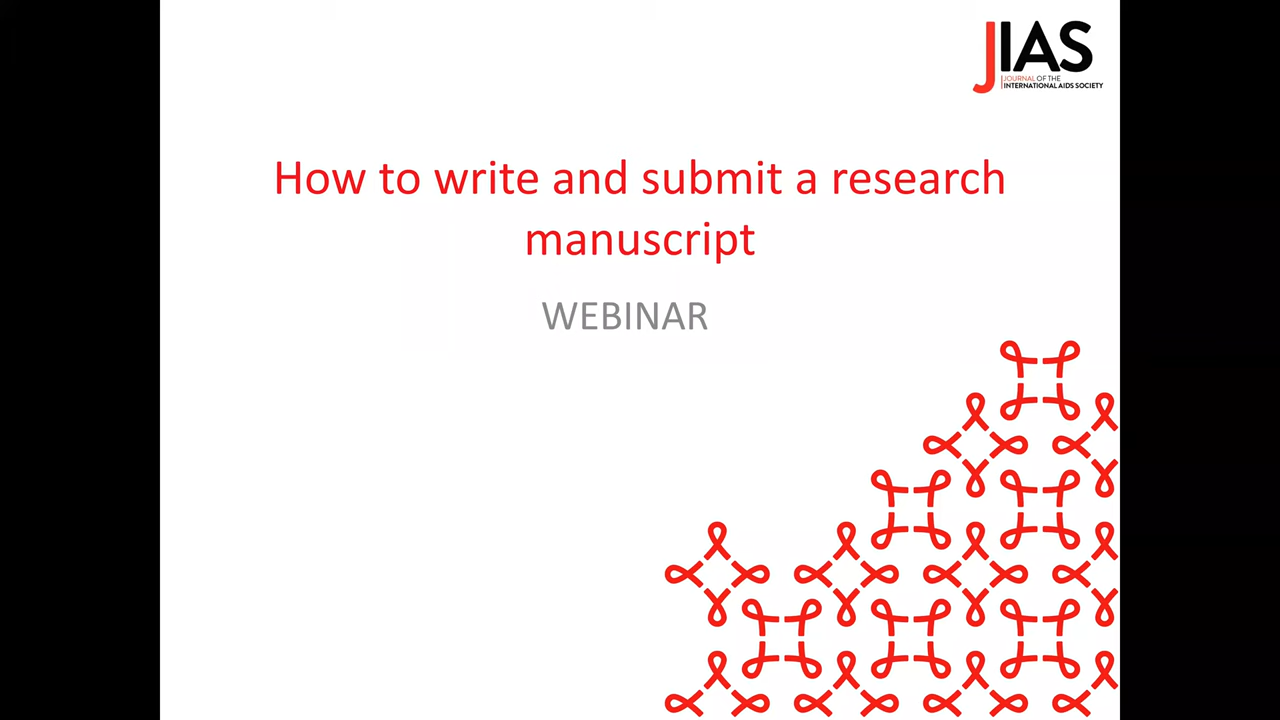 JIAS
JOURNAL OF THE
INTERNATIONAL AIDS SOCIETY
How to write and submit a research
manuscript
WEBINAR